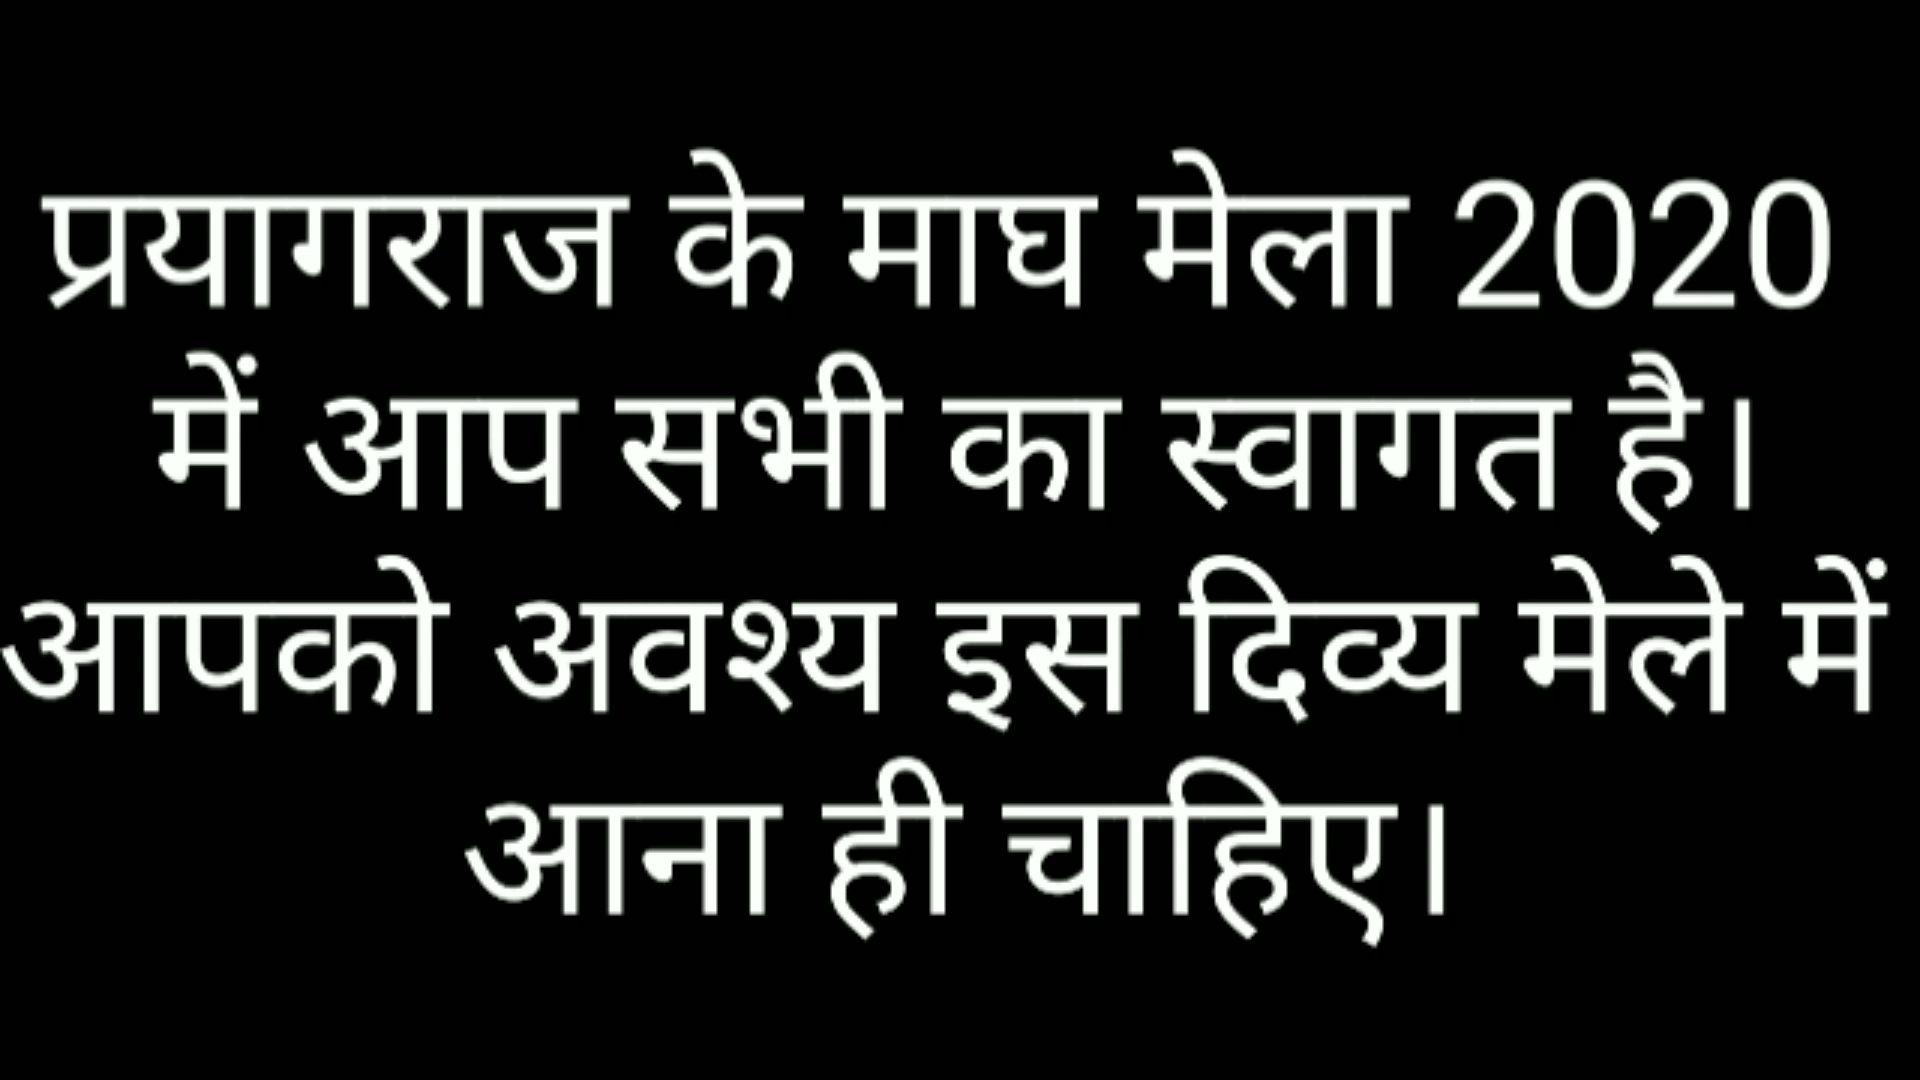 प्रयागराज के माघ मेला 2020
में आप सभी का स्वागत है।
आपको अवश्य इस दिव्य मेले में
आना ही चाहिए।